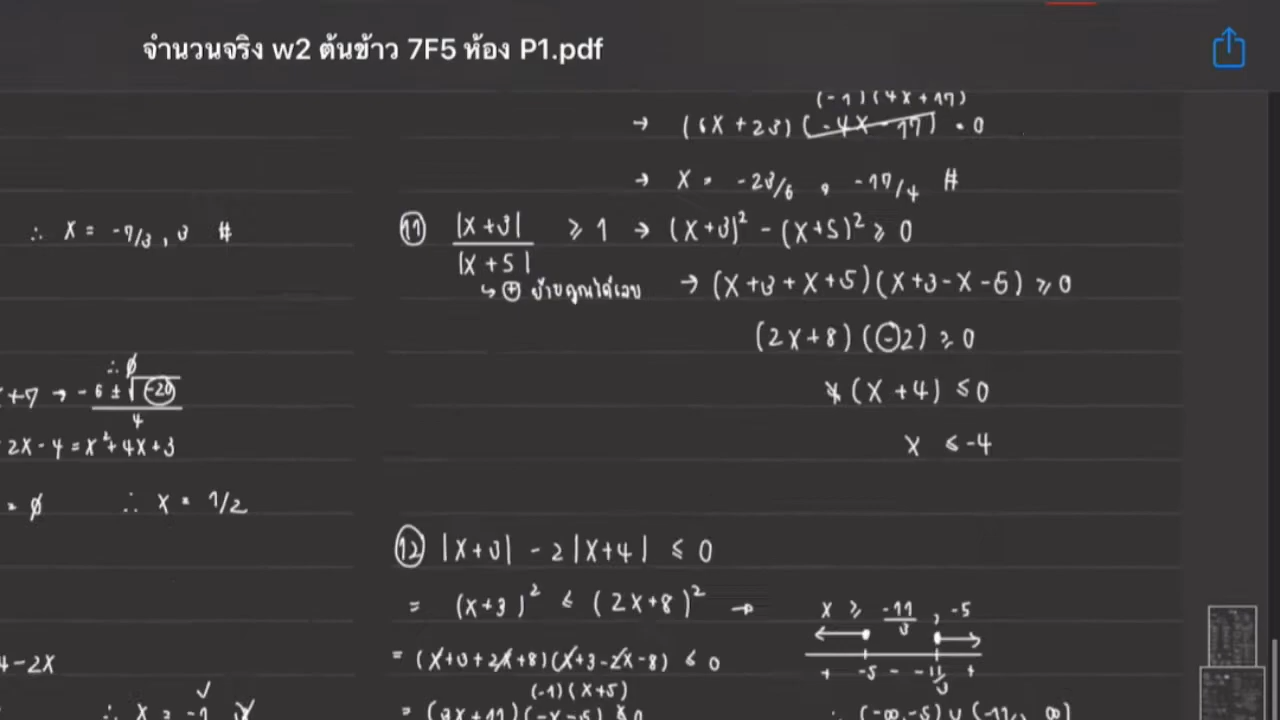 จำนวนจริง w2 ต้นข้าว 7F5 ห้อง P1.pdf
(-1)(4x+17)
→ (6x+23)(-4x-17) = 0
→ x = -23/6 , -17/4 #
∴ x = -7/3 , 3 #
∴ ∅
x+7 → -6 ± √-20
4
2x-4 = x²+4x+3
= ∅ ∴ x = 1/2
4-2x
∴ x = -1
⑪ |x+3| ≥ 1 → (x+3)² - (x+5)² ≥ 0
|x+5|
↳ ⊕ ย้ายคูณได้เลย → (x+3+x+5)(x+3-x-5) ≥ 0
(2x+8)(-2) ≥ 0
(x+4) ≤ 0
x ≤ -4
⑫ |x+3| - 2|x+4| ≤ 0
= (x+3)² ≤ (2x+8)² →
= (x+3+2x+8)(x+3-2x-8) ≤ 0
(-1)(x+5)
= (3x+11)(-x-5) ≤ 0
x ≥ -11/3 , -5
+ -5 - -11/3 +
∴ (-∞,-5) ∪ (-11/3, ∞)